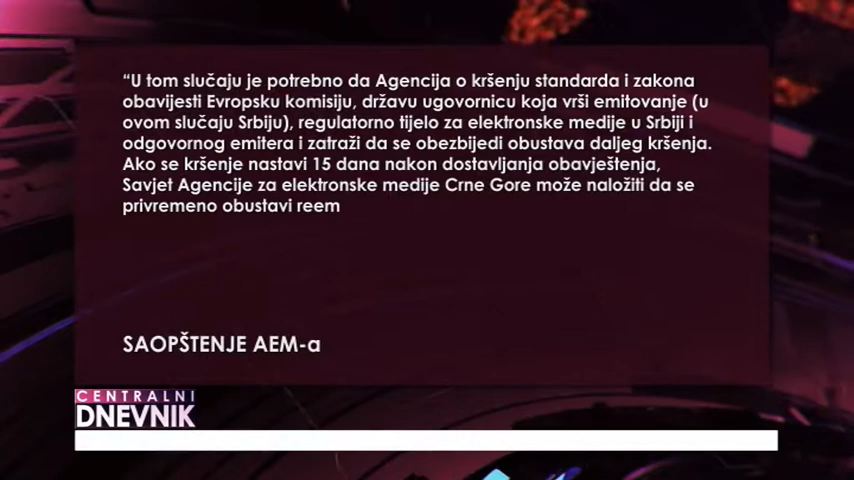 “U tom slučaju je potrebno da Agencija o kršenju standarda i zakona
obavijesti Evropsku komisiju, državu ugovornicu koja vrši emitovanje (u
ovom slučaju Srbiju), regulatorno tijelo za elektronske medije u Srbiji i
odgovornog emitera i zatraži da se obezbijedi obustava daljeg kršenja.
Ako se kršenje nastavi 15 dana nakon dostavljanja obavještenja,
Savjet Agencije za elektronske medije Crne Gore može naložiti da se
privremeno obustavi reem
SAOPŠTENJE AEM-a
CENTRALNI
DNEVNIK